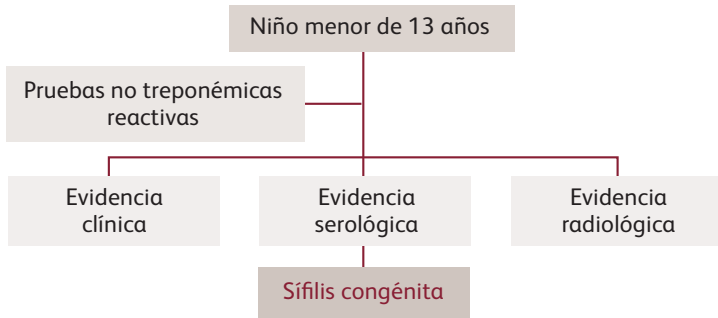 Niño menor de 13 años
Pruebas no treponémicas
reactivas
Evidencia
clínica
Evidencia
serológica
Evidencia
radiológica
Sífilis congénita